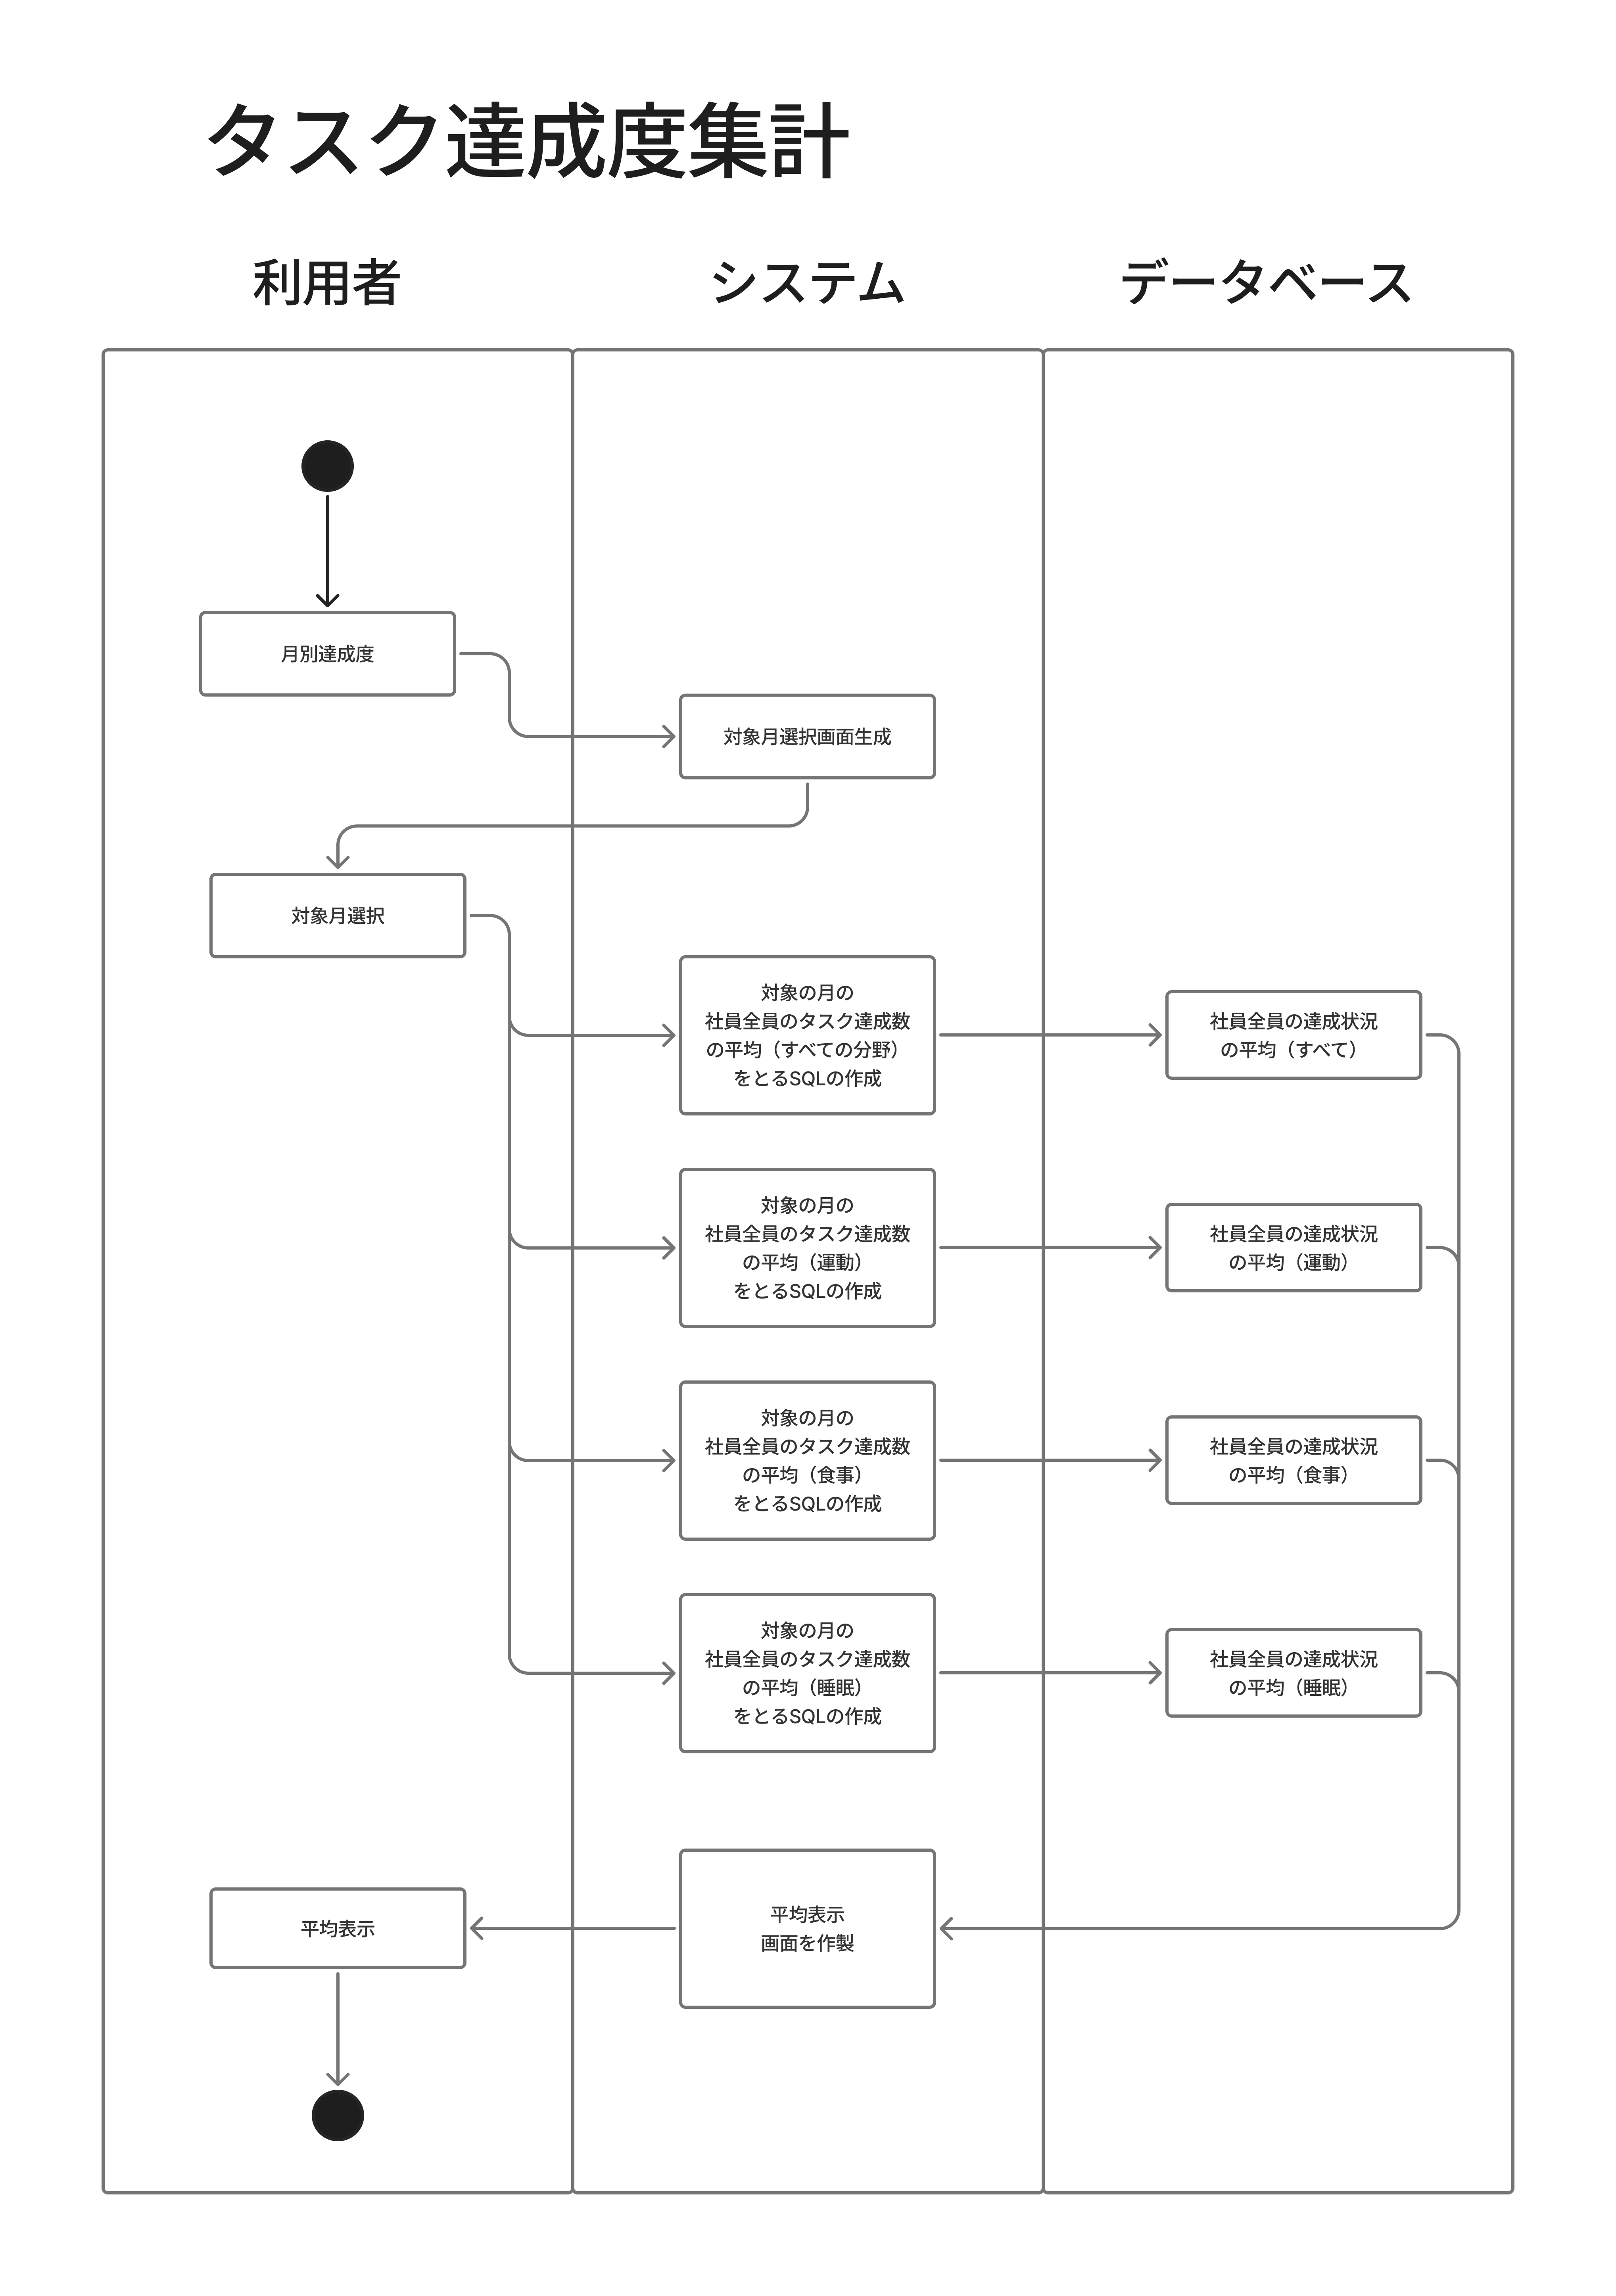 タスク達成度集計
利用者
システム
データベース
月別達成度
対象月選択画面生成
対象月選択
対象の月の
社員全員のタスク達成数
の平均（すべての分野）
をとるSQLの作成
社員全員の達成状況
の平均（すべて）
対象の月の
社員全員のタスク達成数
の平均（運動）
をとるSQLの作成
社員全員の達成状況
の平均（運動）
対象の月の
社員全員のタスク達成数
の平均（食事）
をとるSQLの作成
社員全員の達成状況
の平均（食事）
対象の月の
社員全員のタスク達成数
の平均（睡眠）
をとるSQLの作成
社員全員の達成状況
の平均（睡眠）
平均表示
画面を作製
平均表示